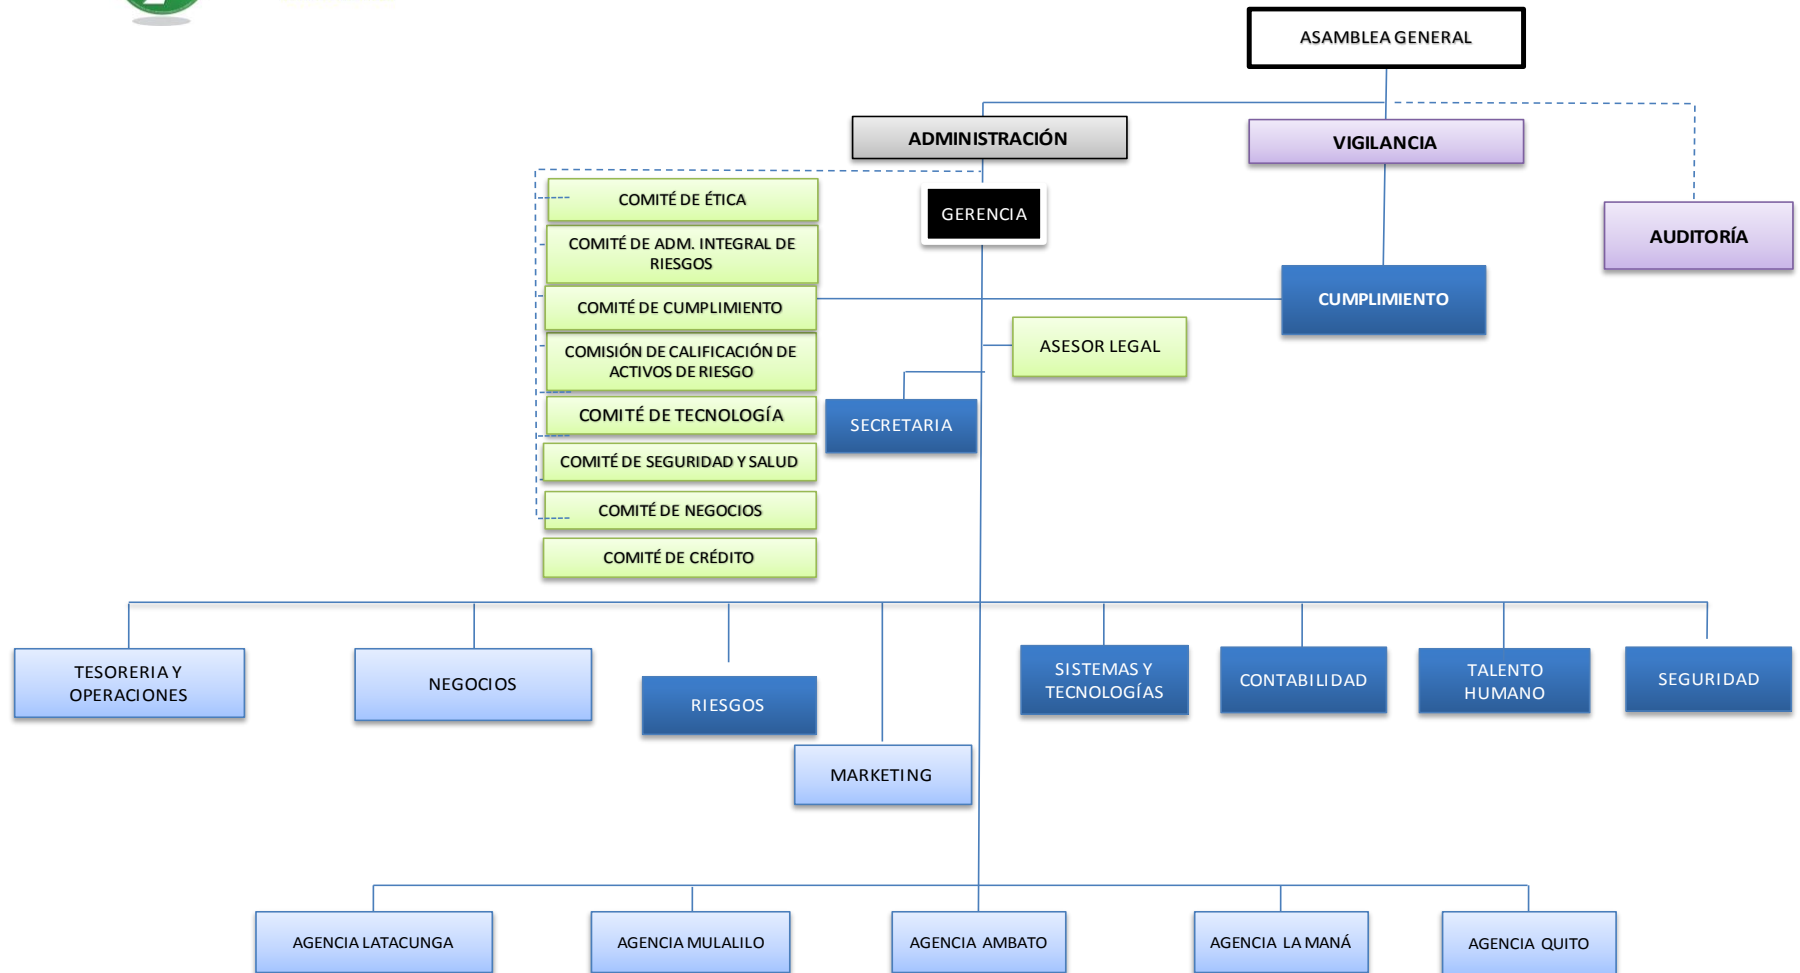 ASAMBLEA GENERAL
ADMINISTRACIÓN
VIGILANCIA
COMITÉ DE ÉTICA
GERENCIA
AUDITORÍA
COMITÉ DE ADM. INTEGRAL DE
RIESGOS
COMITÉ DE CUMPLIMIENTO
CUMPLIMIENTO
COMISIÓN DE CALIFICACIÓN DE
ACTIVOS DE RIESGO
ASESOR LEGAL
COMITÉ DE TECNOLOGÍA
SECRETARIA
COMITÉ DE SEGURIDAD Y SALUD
COMITÉ DE NEGOCIOS
COMITÉ DE CRÉDITO
TESORERIA Y
OPERACIONES
NEGOCIOS
RIESGOS
MARKETING
SISTEMAS Y
TECNOLOGÍAS
CONTABILIDAD
TALENTO
HUMANO
SEGURIDAD
AGENCIA LATACUNGA
AGENCIA MULALILO
AGENCIA AMBATO
AGENCIA LA MANÁ
AGENCIA QUITO